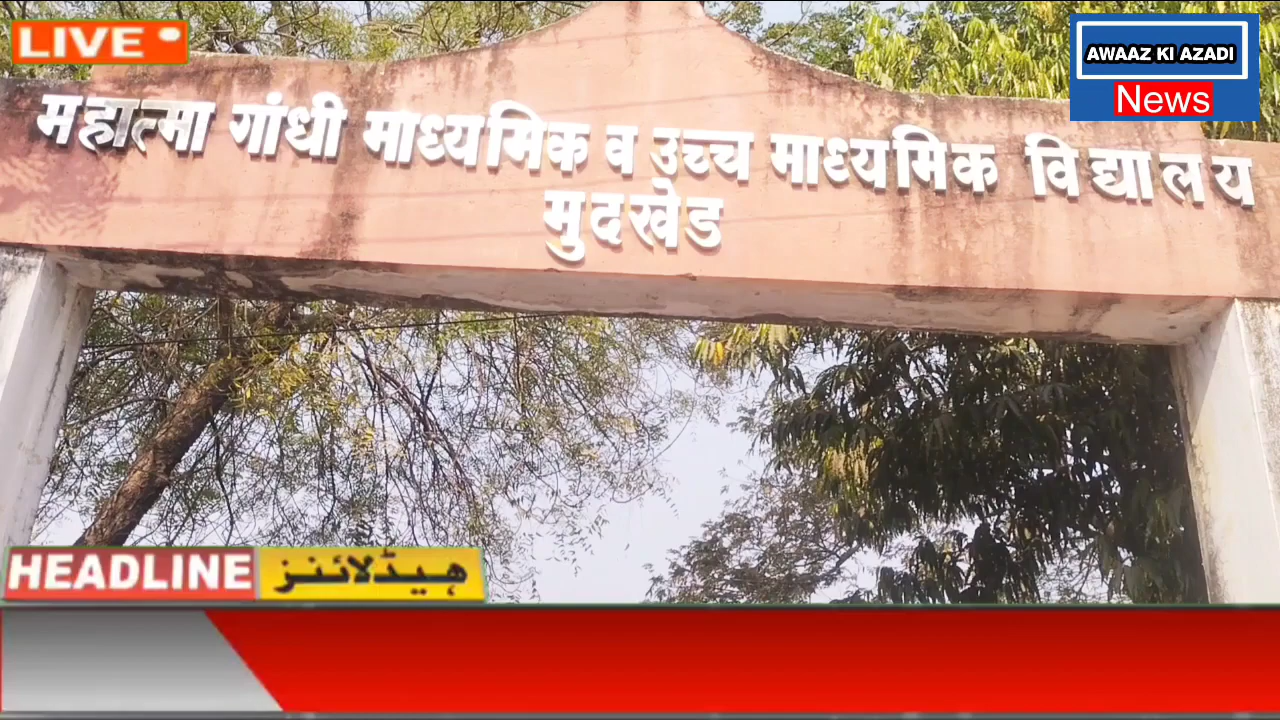 LIVE
AWAAZ KI AZADI
News
महात्मा गांधी माध्यमिक व उच्च माध्यमिक विद्यालय
मुदखेड
HEADLINE
ہیڈلائنز